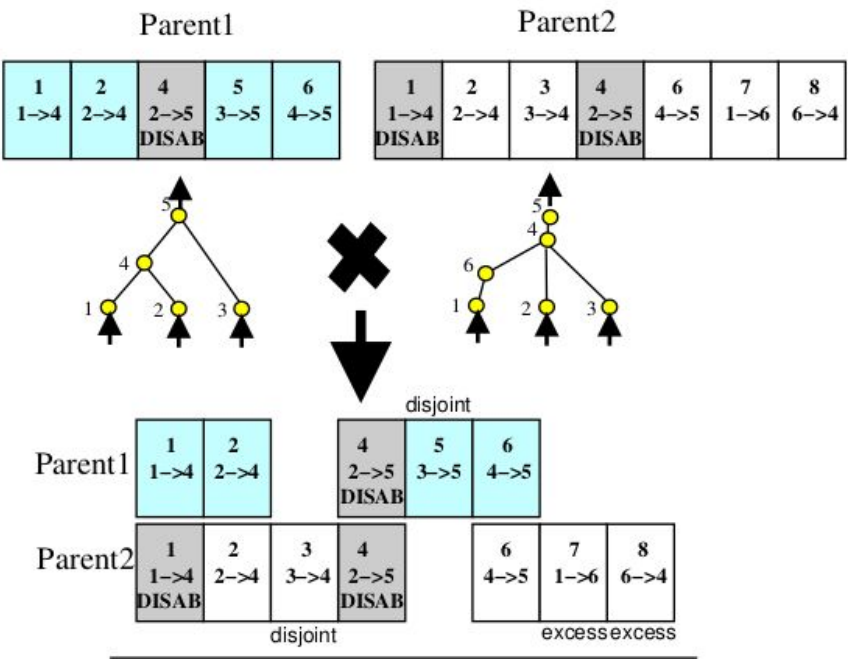 Parent1 Parent2
1 2 4 5 6 1 2 3 4 6 7 8
1->4 2->4 2->5 3->5 4->5 1->4 2->4 3->4 2->5 4->5 1->6 6->4
DISAB DISAB DISAB
5 5
4 4
6
1 2 3 1 2 3
disjoint
Parent1 1 2 4 5 6
1->4 2->4 2->5 3->5 4->5
DISAB
Parent2 1 2 3 4 6 7 8
1->4 2->4 3->4 2->5 4->5 1->6 6->4
DISAB DISAB
disjoint excess excess